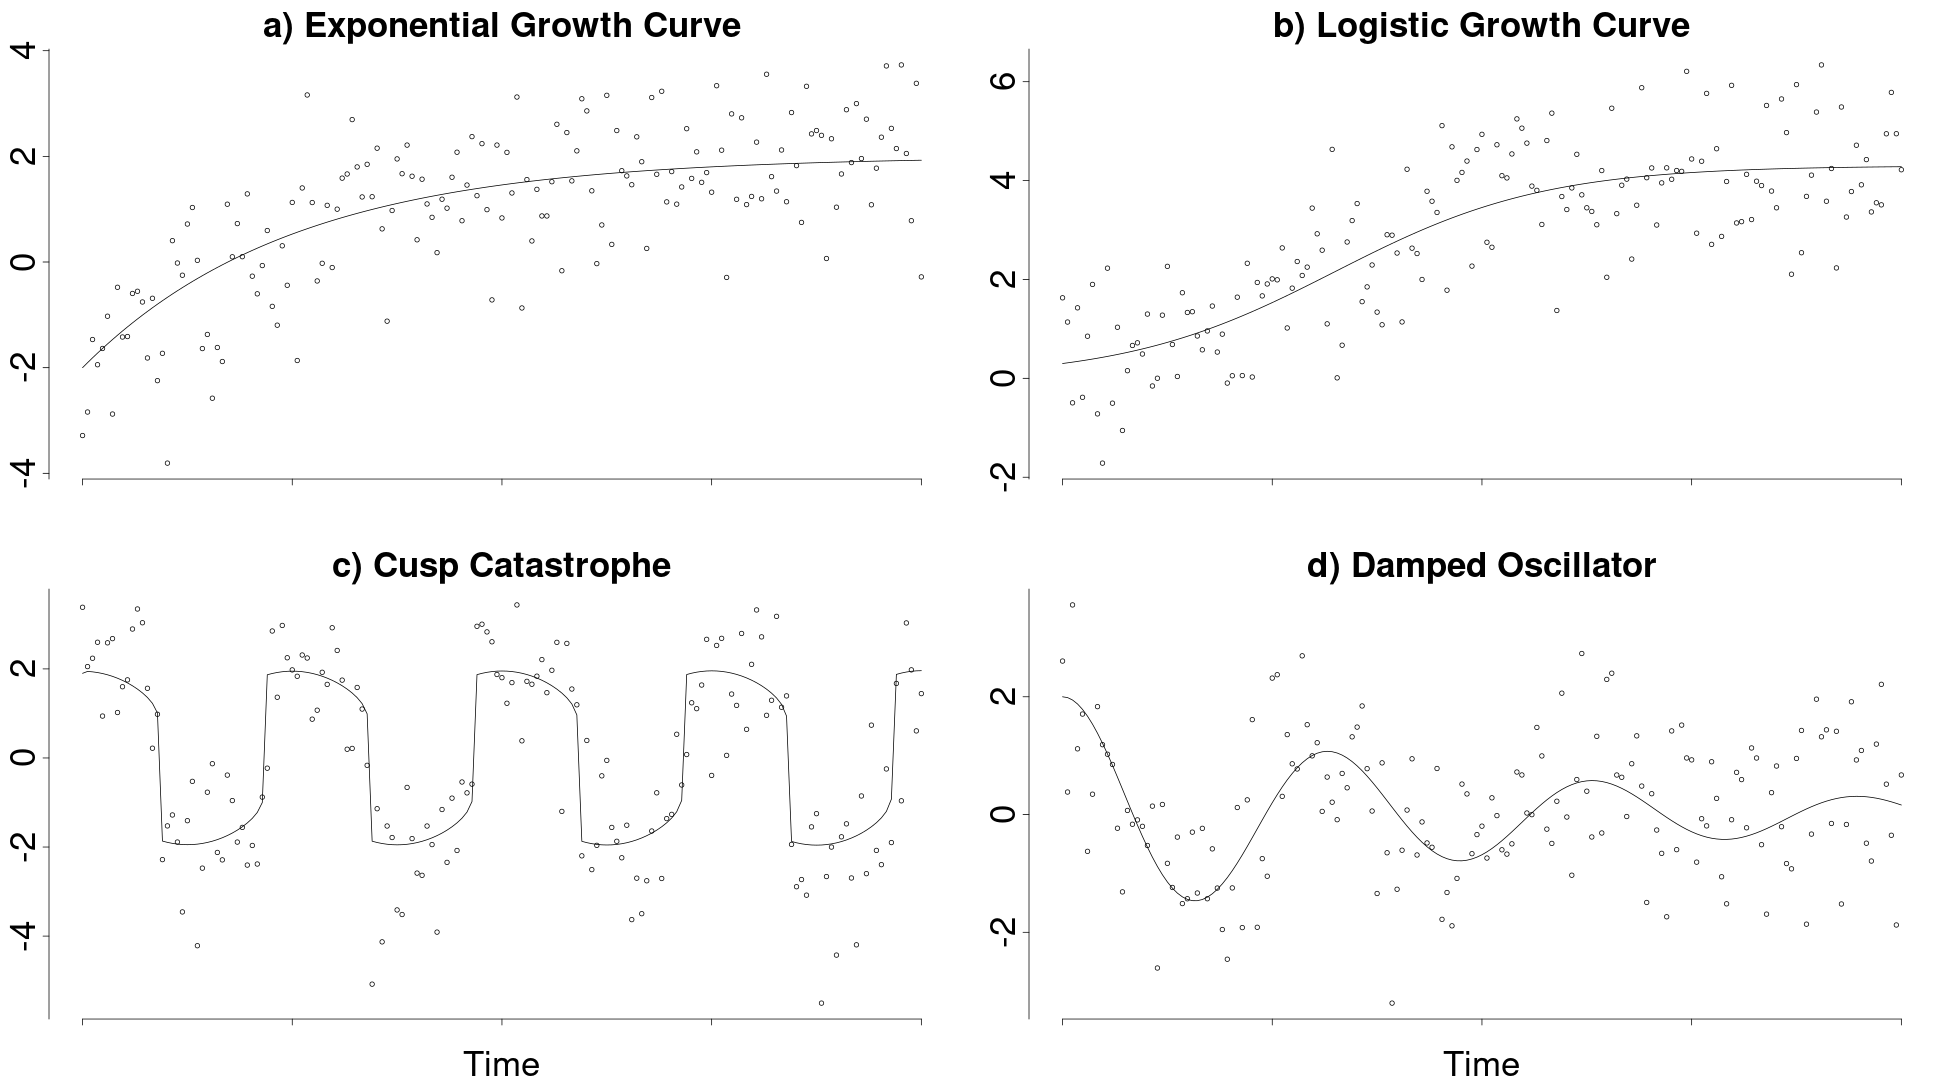 a) Exponential Growth Curve
4
2
0
-2
-4
b) Logistic Growth Curve
6
4
2
0
-2
c) Cusp Catastrophe
2
0
-2
-4
Time
d) Damped Oscillator
2
0
-2
Time